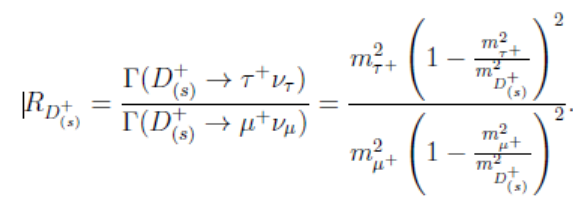 |R_{D^+_{(s)}} = \frac{\Gamma(D^+_{(s)} \to \tau^+ \nu_\tau)}{\Gamma(D^+_{(s)} \to \mu^+ \nu_\mu)} = \frac{m^2_{\tau^+} \left(1 - \frac{m^2_{\tau^+}}{m^2_{D^+_{(s)}}}\right)^2}{m^2_{\mu^+} \left(1 - \frac{m^2_{\mu^+}}{m^2_{D^+_{(s)}}}\right)^2}.